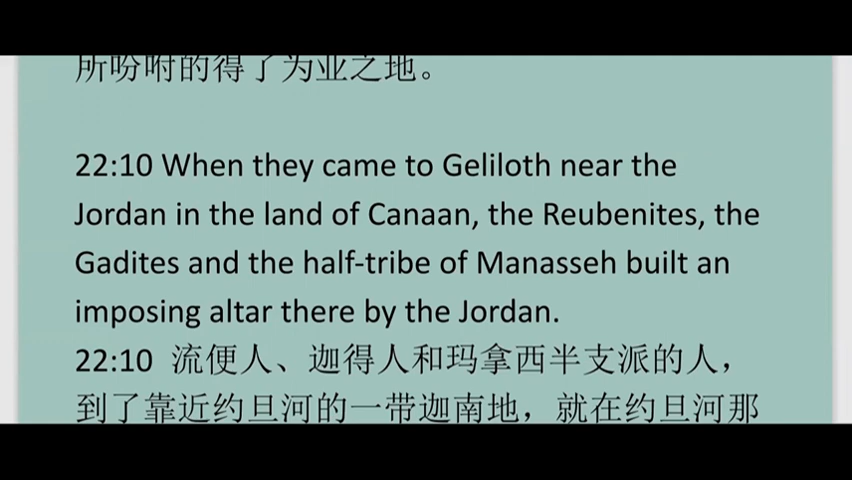 所吩咐的得了为业之地。
22:10 When they came to Geliloth near the
Jordan in the land of Canaan, the Reubenites, the
Gadites and the half-tribe of Manasseh built an
imposing altar there by the Jordan.
22:10 流便人、迦得人和玛拿西半支派的人，
到了靠近约旦河的一带迦南地，就在约旦河那